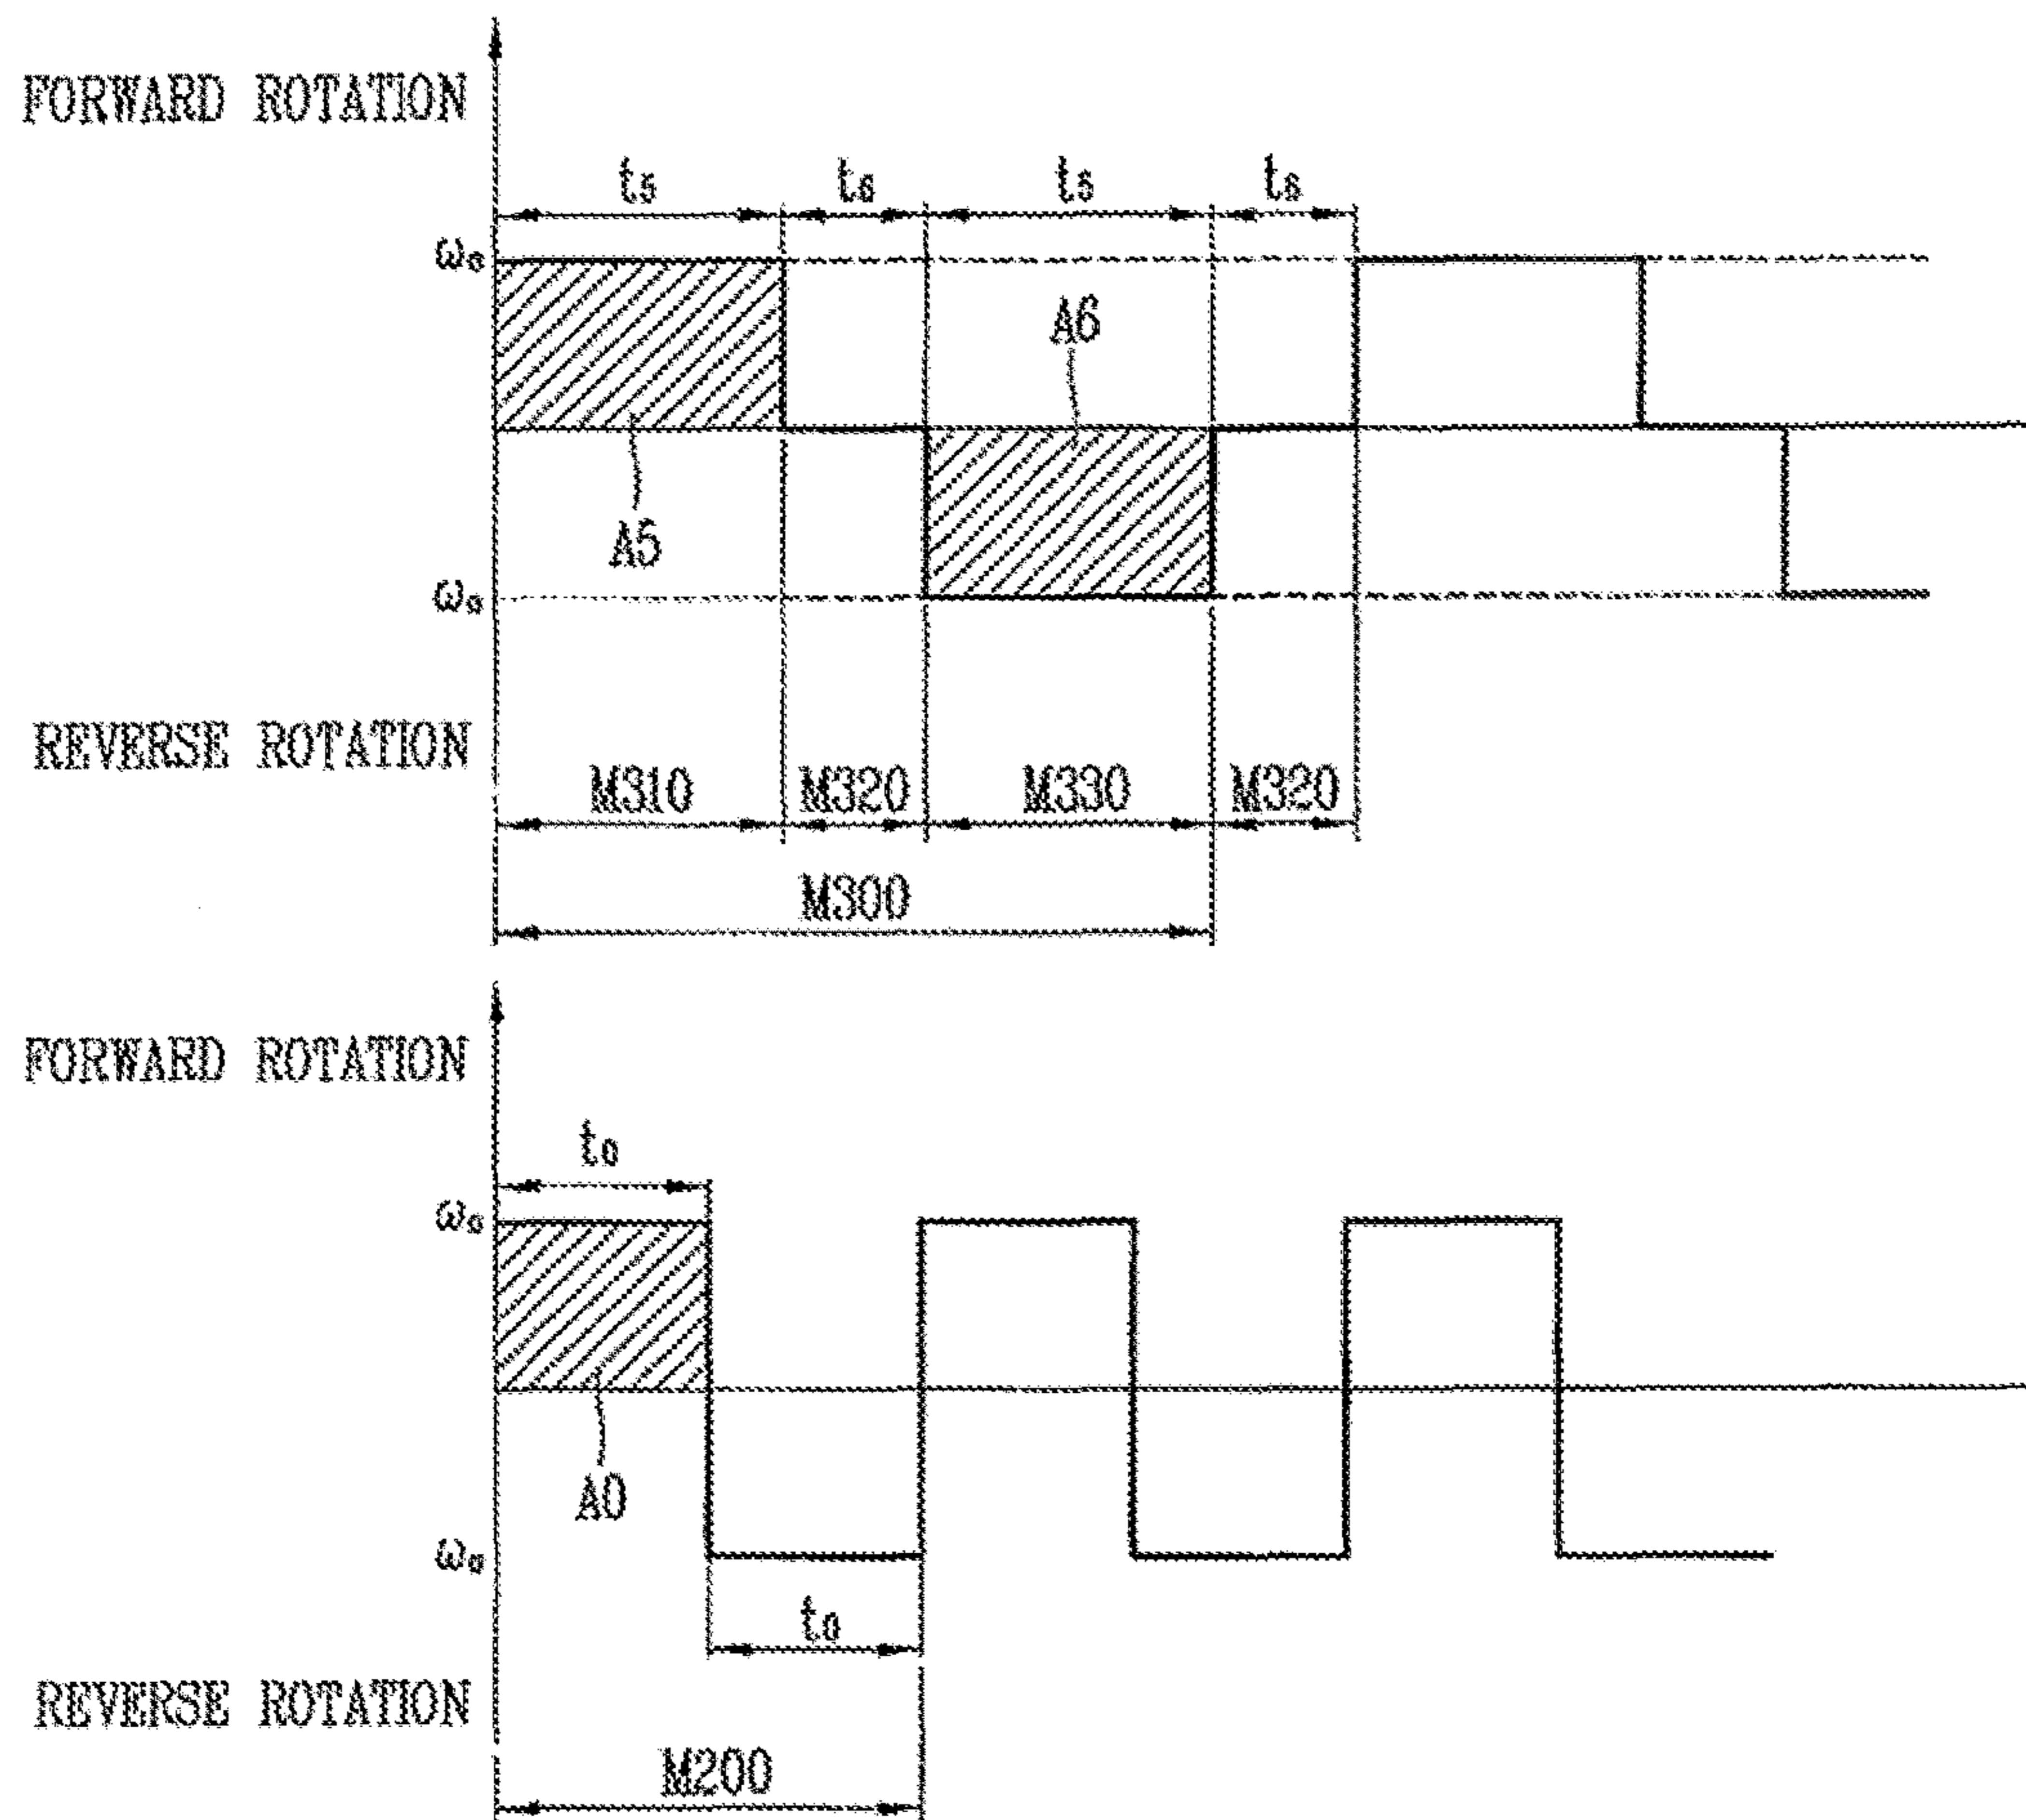 FORWARD ROTATION
t₅ t₆ t₅ t₆
ω₀
A6
A5
ω₀
REVERSE ROTATION
M310 M320 M330 M320
M300
FORWARD ROTATION
t₀
ω₀
A0
ω₀
t₀
REVERSE ROTATION
M200